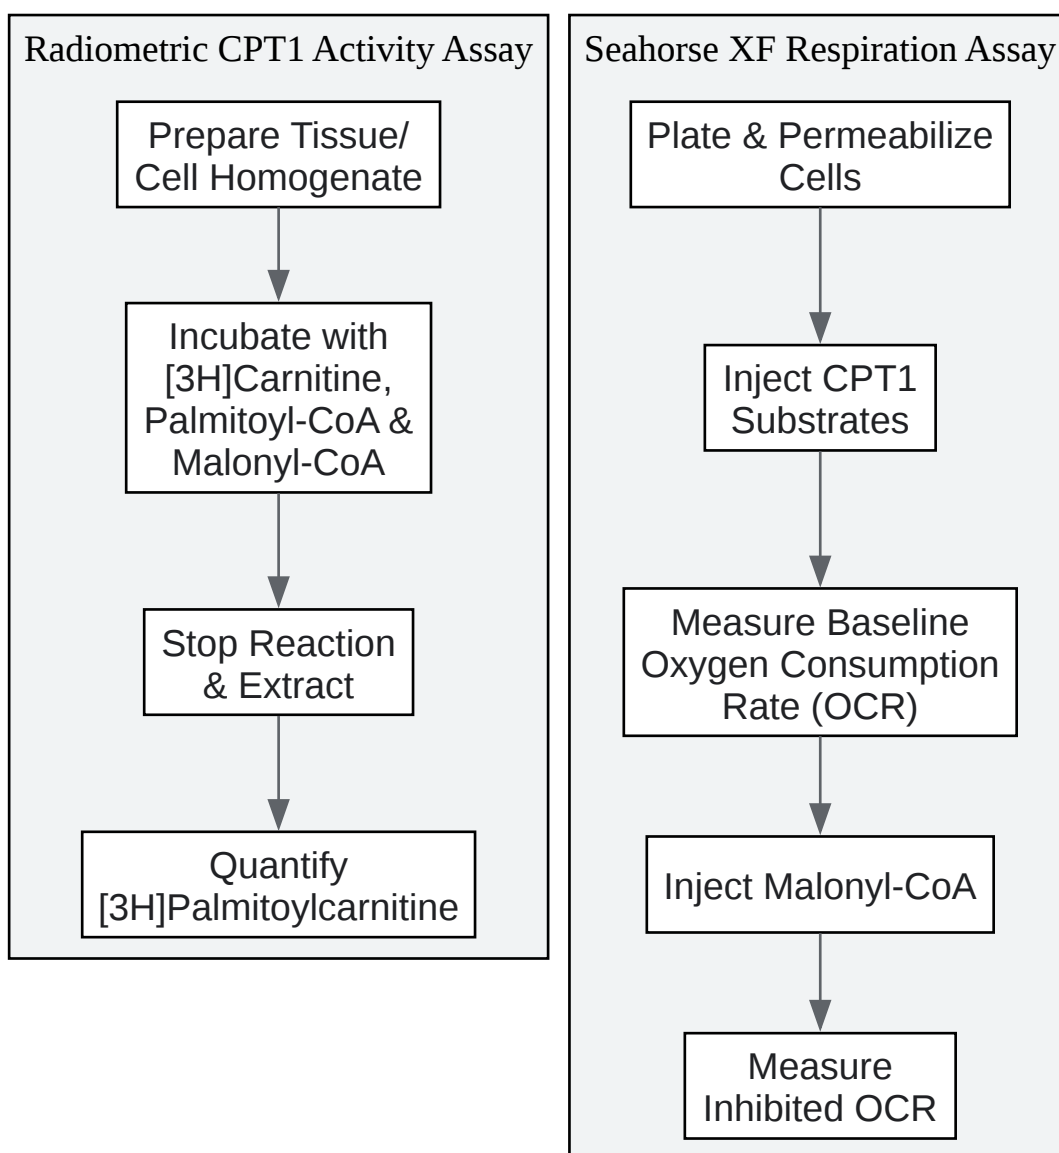 Radiometric CPT1 Activity Assay
Prepare Tissue/
Cell Homogenate
Incubate with
[3H]Carnitine,
Palmitoyl-CoA &
Malonyl-CoA
Stop Reaction
& Extract
Quantify
[3H]Palmitoylcarnitine
Seahorse XF Respiration Assay
Plate & Permeabilize
Cells
Inject CPT1
Substrates
Measure Baseline
Oxygen Consumption
Rate (OCR)
Inject Malonyl-CoA
Measure
Inhibited OCR